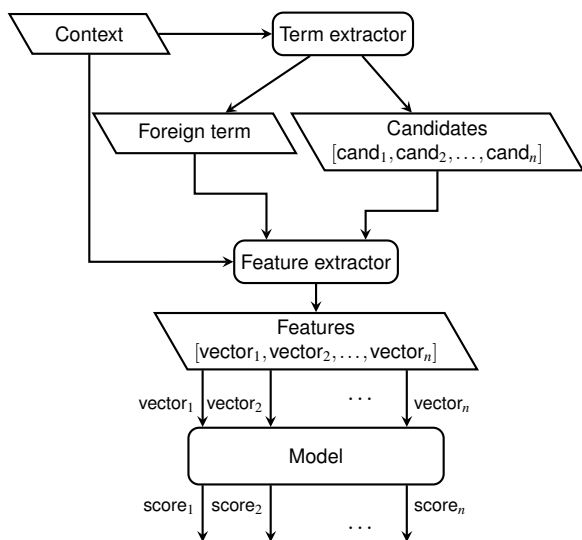 Context
Term extractor
Foreign term
Candidates
[cand₁, cand₂, . . . , candₙ]
Feature extractor
Features
[vector₁, vector₂, . . . , vectorₙ]
vector₁ vector₂ . . . vectorₙ
Model
score₁ score₂ . . . scoreₙ